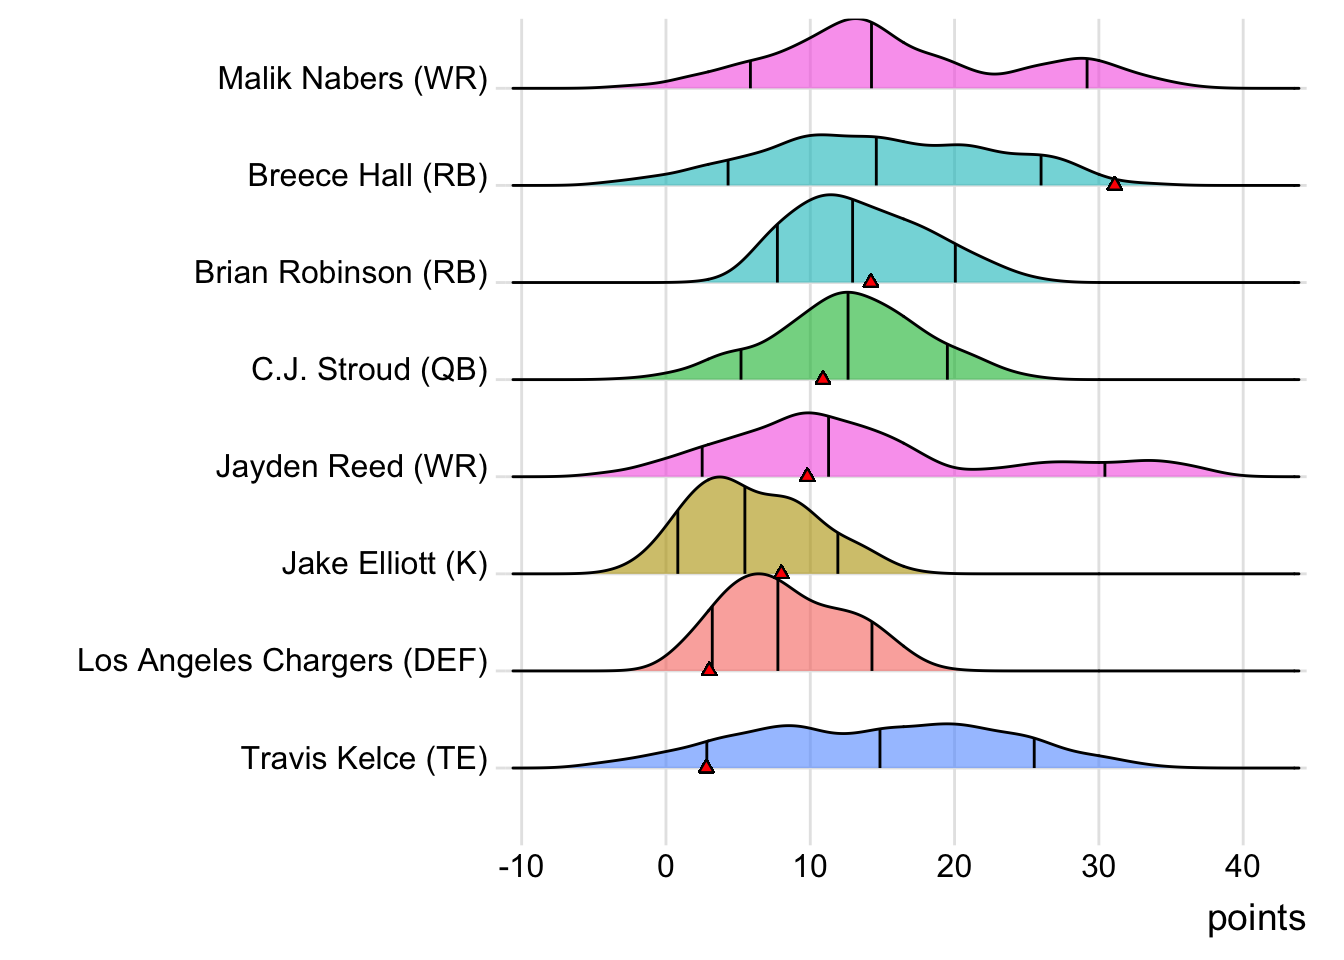 Malik Nabers (WR)
Breece Hall (RB)
Brian Robinson (RB)
C.J. Stroud (QB)
Jayden Reed (WR)
Jake Elliott (K)
Los Angeles Chargers (DEF)
Travis Kelce (TE)
-10 0 10 20 30 40
points